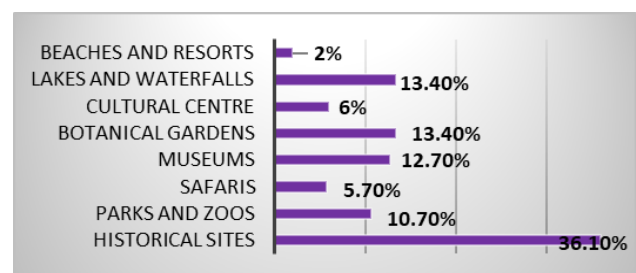 BEACHES AND RESORTS 2%
LAKES AND WATERFALLS 13.40%
CULTURAL CENTRE 6%
BOTANICAL GARDENS 13.40%
MUSEUMS 12.70%
SAFARIS 5.70%
PARKS AND ZOOS 10.70%
HISTORICAL SITES 36.10%